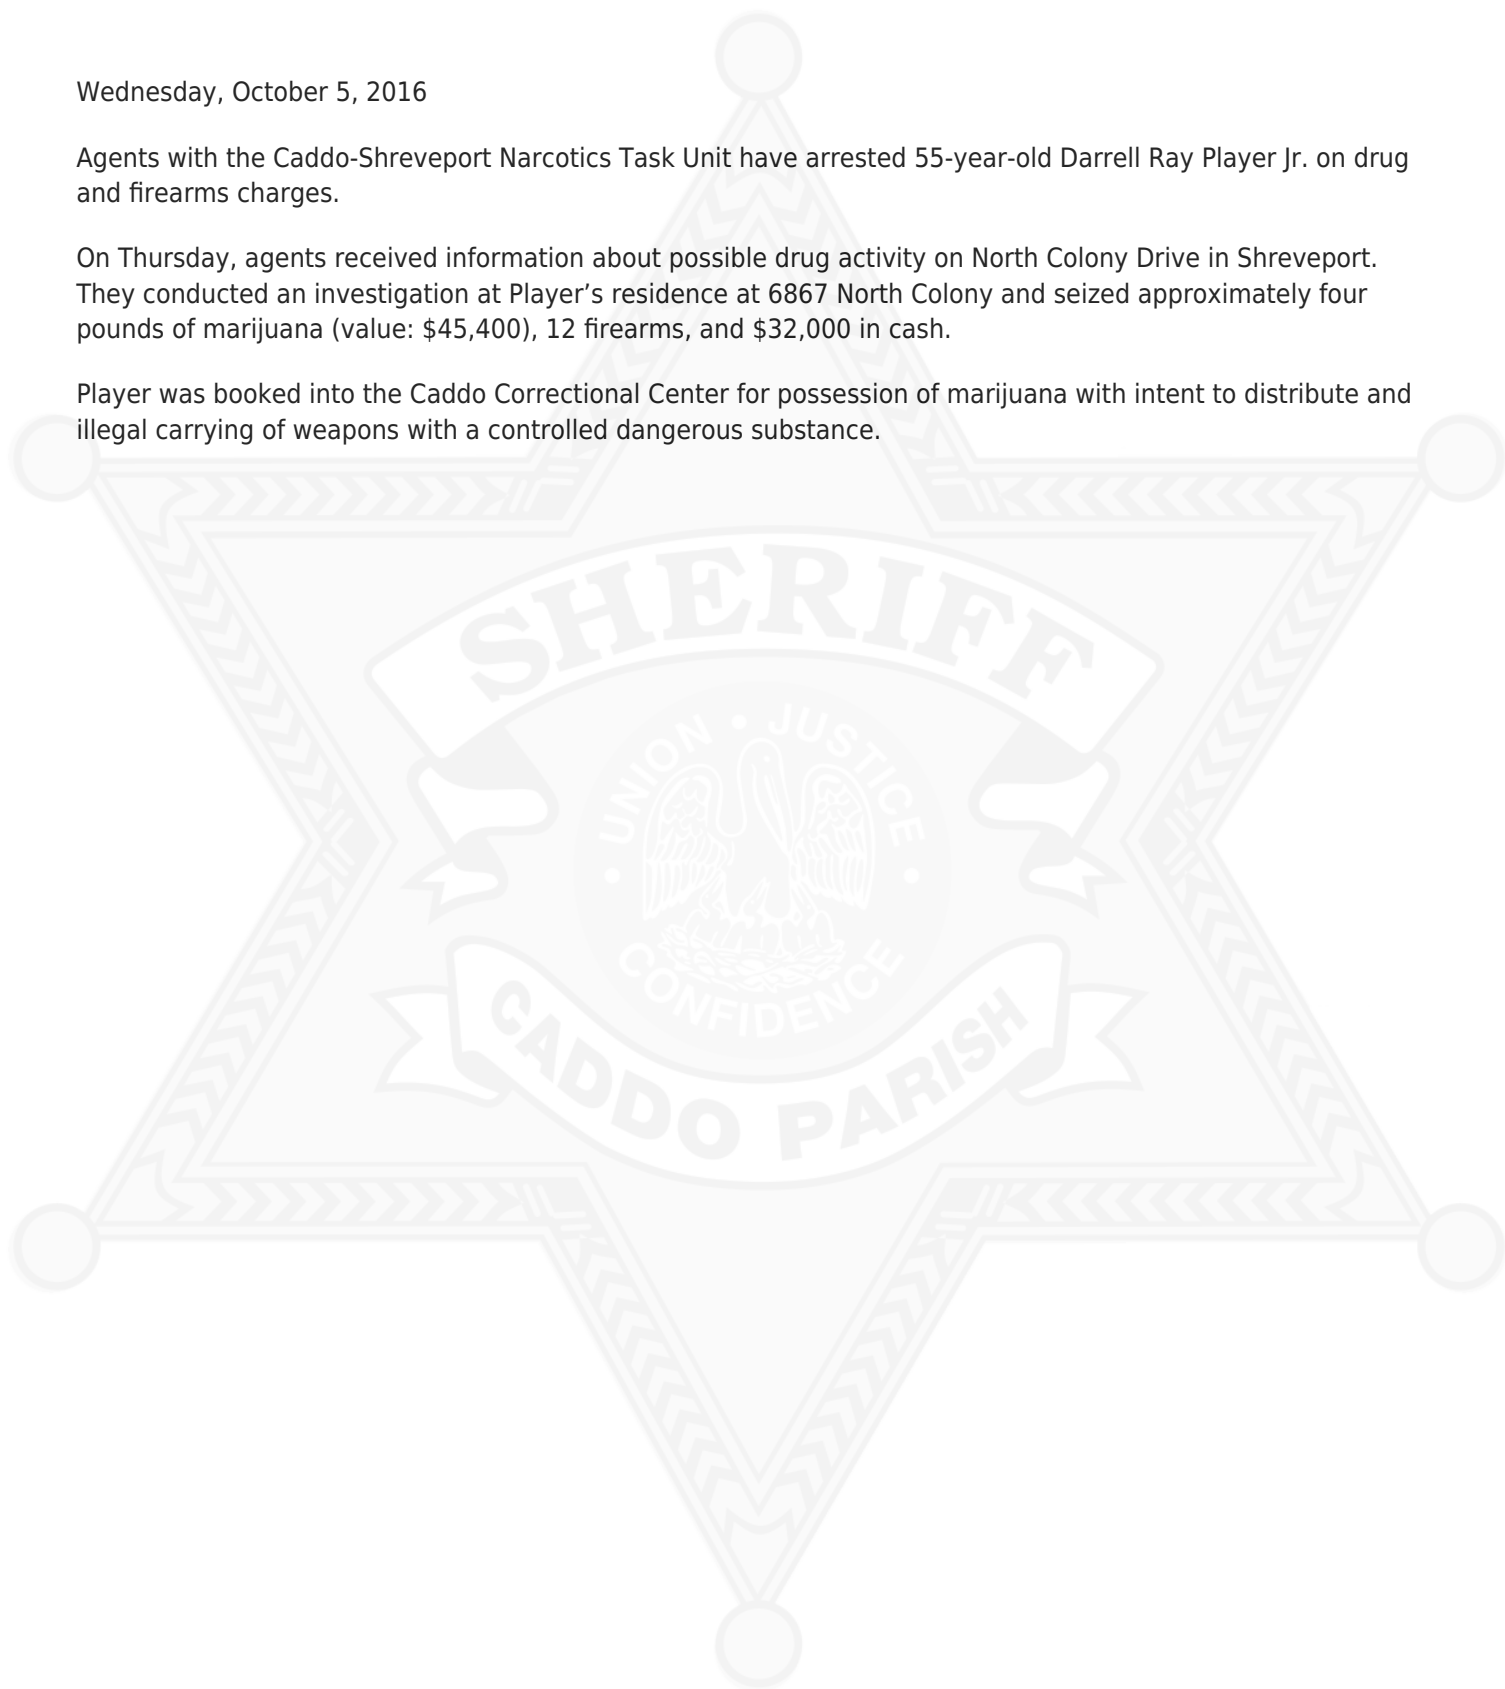 Wednesday, October 5, 2016
Agents with the Caddo-Shreveport Narcotics Task Unit have arrested 55-year-old Darrell Ray Player Jr. on drug
and firearms charges.
On Thursday, agents received information about possible drug activity on North Colony Drive in Shreveport.
They conducted an investigation at Player’s residence at 6867 North Colony and seized approximately four
pounds of marijuana (value: $45,400), 12 firearms, and $32,000 in cash.
Player was booked into the Caddo Correctional Center for possession of marijuana with intent to distribute and
illegal carrying of weapons with a controlled dangerous substance.
SHERIFF
UNION • JUSTICE
• CONFIDENCE •
CADDO PARISH